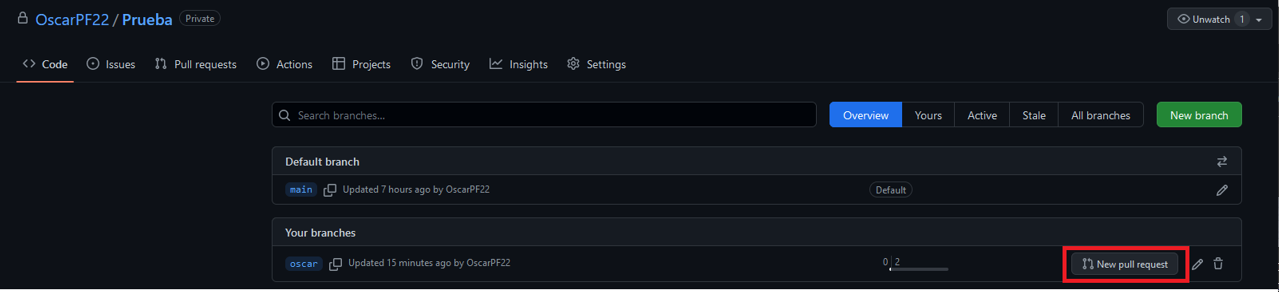 OscarPF22 / Prueba Private Unwatch 1
Code Issues Pull requests Actions Projects Security Insights Settings
Search branches... Overview Yours Active Stale All branches New branch
Default branch
main Updated 7 hours ago by OscarPF22 Default
Your branches
oscar Updated 15 minutes ago by OscarPF22 0 2 New pull request